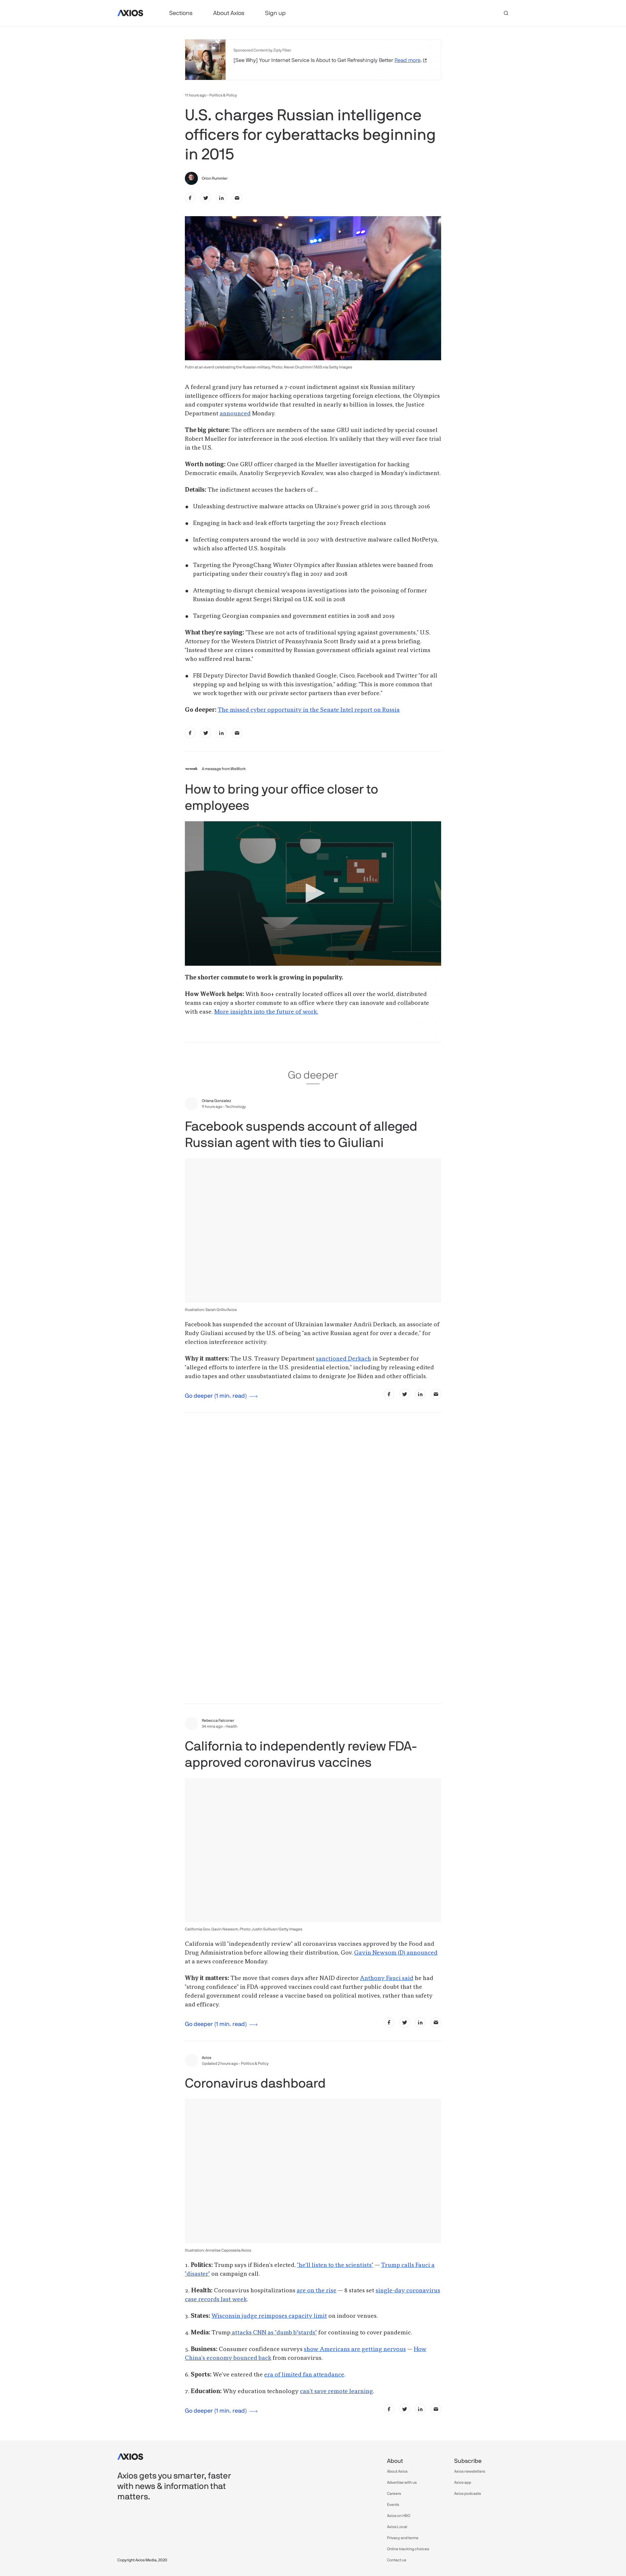 AXIOS
Sections
About Axios
Sign up
Sponsored Content by Ziply Fiber
[See Why] Your Internet Service Is About to Get Refreshingly Better Read more.
11 hours ago - Politics & Policy
U.S. charges Russian intelligence
officers for cyberattacks beginning
in 2015
Orion Rummler
Putin at an event celebrating the Russian military. Photo: Alexei Druzhinin\TASS via Getty Images
A federal grand jury has returned a 7-count indictment against six Russian military
intelligence officers for major hacking operations targeting foreign elections, the Olympics
and computer systems worldwide that resulted in nearly $1 billion in losses, the Justice
Department announced Monday.
The big picture: The officers are members of the same GRU unit indicted by special counsel
Robert Mueller for interference in the 2016 election. It's unlikely that they will ever face trial
in the U.S.
Worth noting: One GRU officer charged in the Mueller investigation for hacking
Democratic emails, Anatoliy Sergeyevich Kovalev, was also charged in Monday's indictment.
Details: The indictment accuses the hackers of ...
Unleashing destructive malware attacks on Ukraine's power grid in 2015 through 2016
Engaging in hack-and-leak efforts targeting the 2017 French elections
Infecting computers around the world in 2017 with destructive malware called NotPetya,
which also affected U.S. hospitals
Targeting the PyeongChang Winter Olympics after Russian athletes were banned from
participating under their country's flag in 2017 and 2018
Attempting to disrupt chemical weapons investigations into the poisoning of former
Russian double agent Sergei Skripal on U.K. soil in 2018
Targeting Georgian companies and government entities in 2018 and 2019
What they're saying: "These are not acts of traditional spying against governments," U.S.
Attorney for the Western District of Pennsylvania Scott Brady said at a press briefing.
"Instead these are crimes committed by Russian government officials against real victims
who suffered real harm."
FBI Deputy Director David Bowdich thanked Google, Cisco, Facebook and Twitter "for all
stepping up and helping us with this investigation," adding: "This is more common that
we work together with our private sector partners than ever before."
Go deeper: The missed cyber opportunity in the Senate Intel report on Russia
wework
A message from WeWork
How to bring your office closer to
employees
The shorter commute to work is growing in popularity.
How WeWork helps: With 800+ centrally located offices all over the world, distributed
teams can enjoy a shorter commute to an office where they can innovate and collaborate
with ease. More insights into the future of work.
Go deeper
Oriana Gonzalez
11 hours ago - Technology
Facebook suspends account of alleged
Russian agent with ties to Giuliani
Illustration: Sarah Grillo/Axios
Facebook has suspended the account of Ukrainian lawmaker Andrii Derkach, an associate of
Rudy Giuliani accused by the U.S. of being "an active Russian agent for over a decade," for
election interference activity.
Why it matters: The U.S. Treasury Department sanctioned Derkach in September for
"alleged efforts to interfere in the U.S. presidential election," including by releasing edited
audio tapes and other unsubstantiated claims to denigrate Joe Biden and other officials.
Go deeper (1 min. read)
Rebecca Falconer
39 mins ago - Health
California to independently review FDA-
approved coronavirus vaccines
California Gov. Gavin Newsom; Photo: Justin Sullivan/Getty Images
California will "independently review" all coronavirus vaccines approved by the Food and
Drug Administration before allowing their distribution, Gov. Gavin Newsom (D) announced
at a news conference Monday.
Why it matters: The move that comes days after NAID director Anthony Fauci said he had
"strong confidence" in FDA-approved vaccines could cast further public doubt that the
federal government could release a vaccine based on political motives, rather than safety
and efficacy.
Go deeper (1 min. read)
Axios
Updated 2 hours ago - Politics & Policy
Coronavirus dashboard
Illustration: Annelise Capossela/Axios
1. Politics: Trump says if Biden's elected, "he'll listen to the scientists" — Trump calls Fauci a
"disaster" on campaign call.
2. Health: Coronavirus hospitalizations are on the rise — 8 states set single-day coronavirus
case records last week.
3. States: Wisconsin judge reimposes capacity limit on indoor venues.
4. Media: Trump attacks CNN as "dumb b*stards" for continuing to cover pandemic.
5. Business: Consumer confidence surveys show Americans are getting nervous — How
China's economy bounced back from coronavirus.
6. Sports: We've entered the era of limited fan attendance.
7. Education: Why education technology can't save remote learning.
Go deeper (1 min. read)
AXIOS
Axios gets you smarter, faster
with news & information that
matters.
Copyright Axios Media, 2020
About
About Axios
Advertise with us
Careers
Events
Axios on HBO
Axios Local
Privacy and terms
Online tracking choices
Contact us
Subscribe
Axios newsletters
Axios app
Axios podcasts